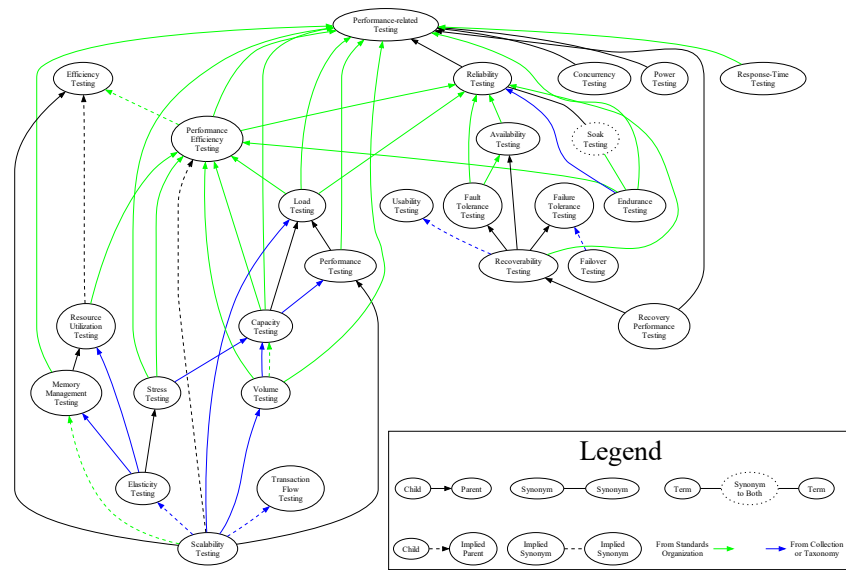 Performance-related
Testing
Efficiency
Testing
Reliability
Testing
Concurrency
Testing
Power
Testing
Response-Time
Testing
Performance
Efficiency
Testing
Availability
Testing
Soak
Testing
Load
Testing
Usability
Testing
Fault
Tolerance
Testing
Failure
Tolerance
Testing
Endurance
Testing
Performance
Testing
Recoverability
Testing
Failover
Testing
Resource
Utilization
Testing
Capacity
Testing
Recovery
Performance
Testing
Memory
Management
Testing
Stress
Testing
Volume
Testing
Elasticity
Testing
Transaction
Flow
Testing
Scalability
Testing
Legend
Child
Parent
Synonym
Synonym
Term
Synonym
to Both
Term
Child
Implied
Parent
Implied
Synonym
Implied
Synonym
From Standards
Organization
From Collection
or Taxonomy